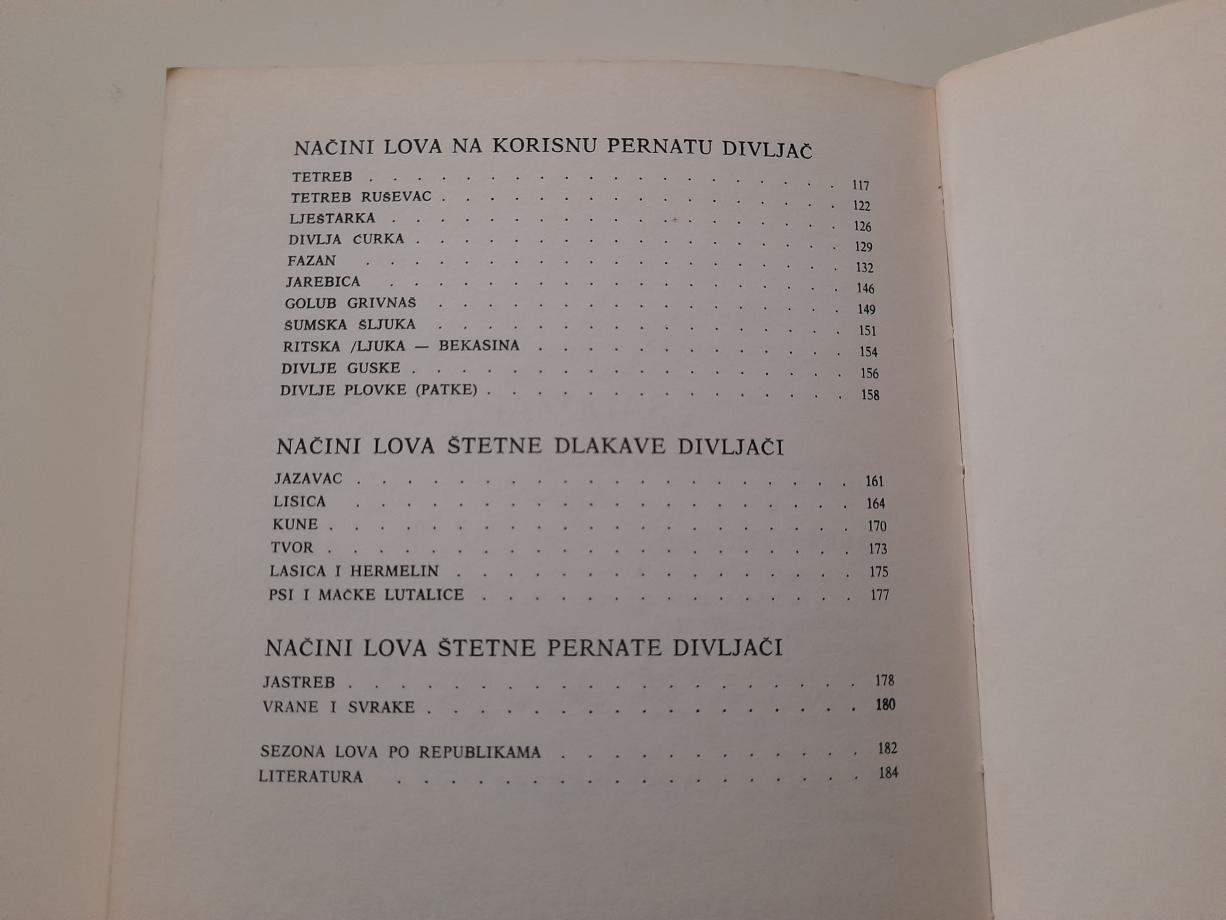 NAČINI LOVA NA KORISNU PERNATU DIVLJAČ
TETREB . . . . . . . . . . . . . . . . . . . . 117
TETREB RUŠEVAC . . . . . . . . . . . . . . . . . 122
LJEŠTARKA . . . . . . . . . . . . . . . . . . 126
DIVLJA ĆURKA . . . . . . . . . . . . . . . . . 129
FAZAN . . . . . . . . . . . . . . . . . . . 132
JAREBICA . . . . . . . . . . . . . . . . . . 146
GOLUB GRIVNAŠ . . . . . . . . . . . . . . . . 149
ŠUMSKA ŠLJUKA . . . . . . . . . . . . . . . . 151
RITSKA /LJUKA — BEKASINA . . . . . . . . . . . . 154
DIVLJE GUSKE . . . . . . . . . . . . . . . . . 156
DIVLJE PLOVKE (PATKE) . . . . . . . . . . . . . . 158
NAČINI LOVA ŠTETNE DLAKAVE DIVLJAČI
JAZAVAC . . . . . . . . . . . . . . . . . . . . 161
LISICA . . . . . . . . . . . . . . . . . . . . 164
KUNE . . . . . . . . . . . . . . . . . . . . . 170
TVOR . . . . . . . . . . . . . . . . . . . . . 173
LASICA I HERMELIN . . . . . . . . . . . . . . . . 175
PSI I MAČKE LUTALICE . . . . . . . . . . . . . . . 177
NAČINI LOVA ŠTETNE PERNATE DIVLJAČI
JASTREB . . . . . . . . . . . . . . . . . . . . 178
VRANE I SVRAKE . . . . . . . . . . . . . . . . . 180
SEZONA LOVA PO REPUBLIKAMA . . . . . . . . . . . . 182
LITERATURA . . . . . . . . . . . . . . . . . . 184